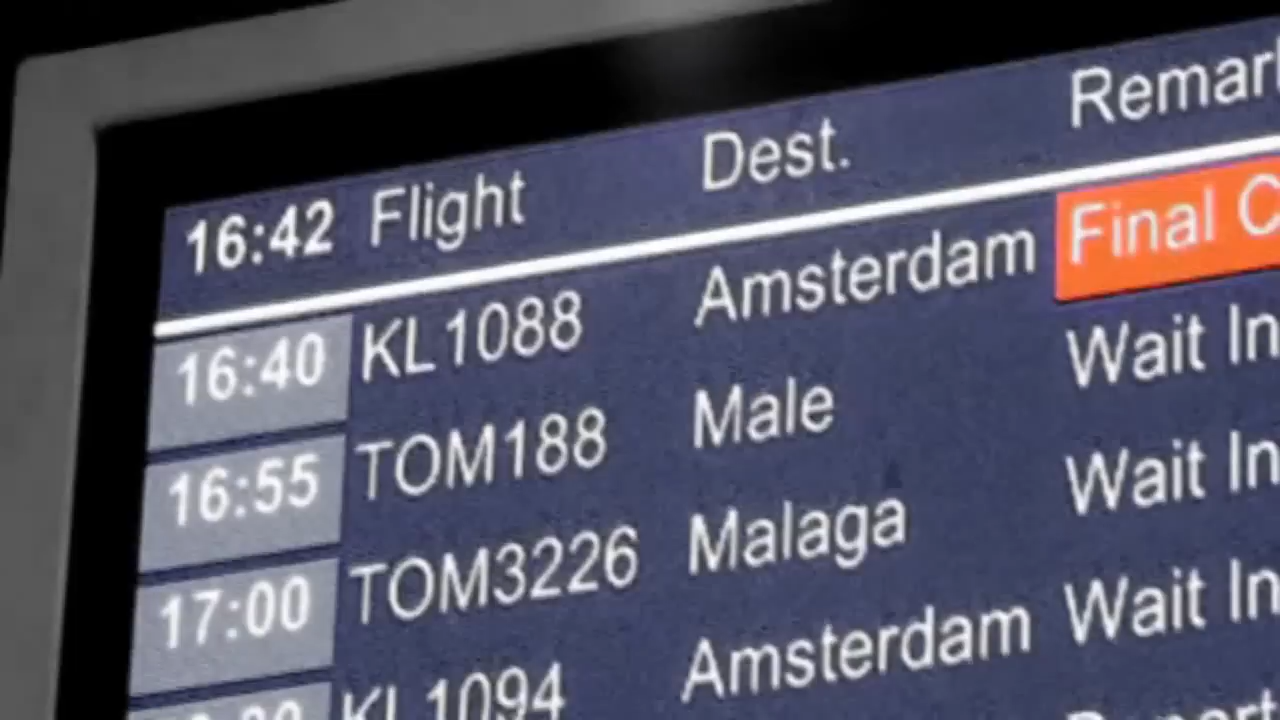 16:42 Flight Dest. Remar
16:40 KL1088 Amsterdam Final C
16:55 TOM188 Male Wait In
17:00 TOM3226 Malaga Wait In
KL1094 Amsterdam Wait In